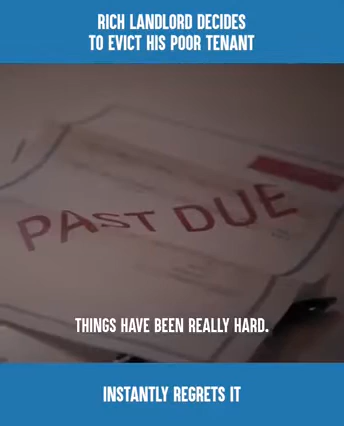 RICH LANDLORD DECIDES
TO EVICT HIS POOR TENANT
PAST DUE
THINGS HAVE BEEN REALLY HARD.
INSTANTLY REGRETS IT